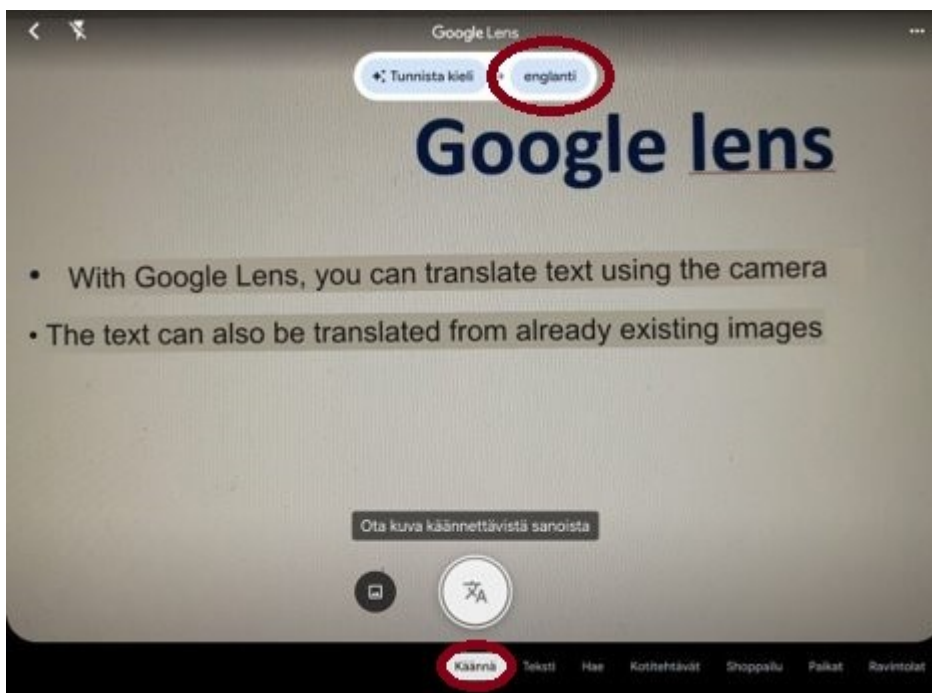 Google Lens
Tunnista kieli
englanti
Google lens
• With Google Lens, you can translate text using the camera
• The text can also be translated from already existing images
Ota kuva käännettävistä sanoista
Käännä Teksti Hae Kotitehtävät Shoppailu Paikat Ravintolat